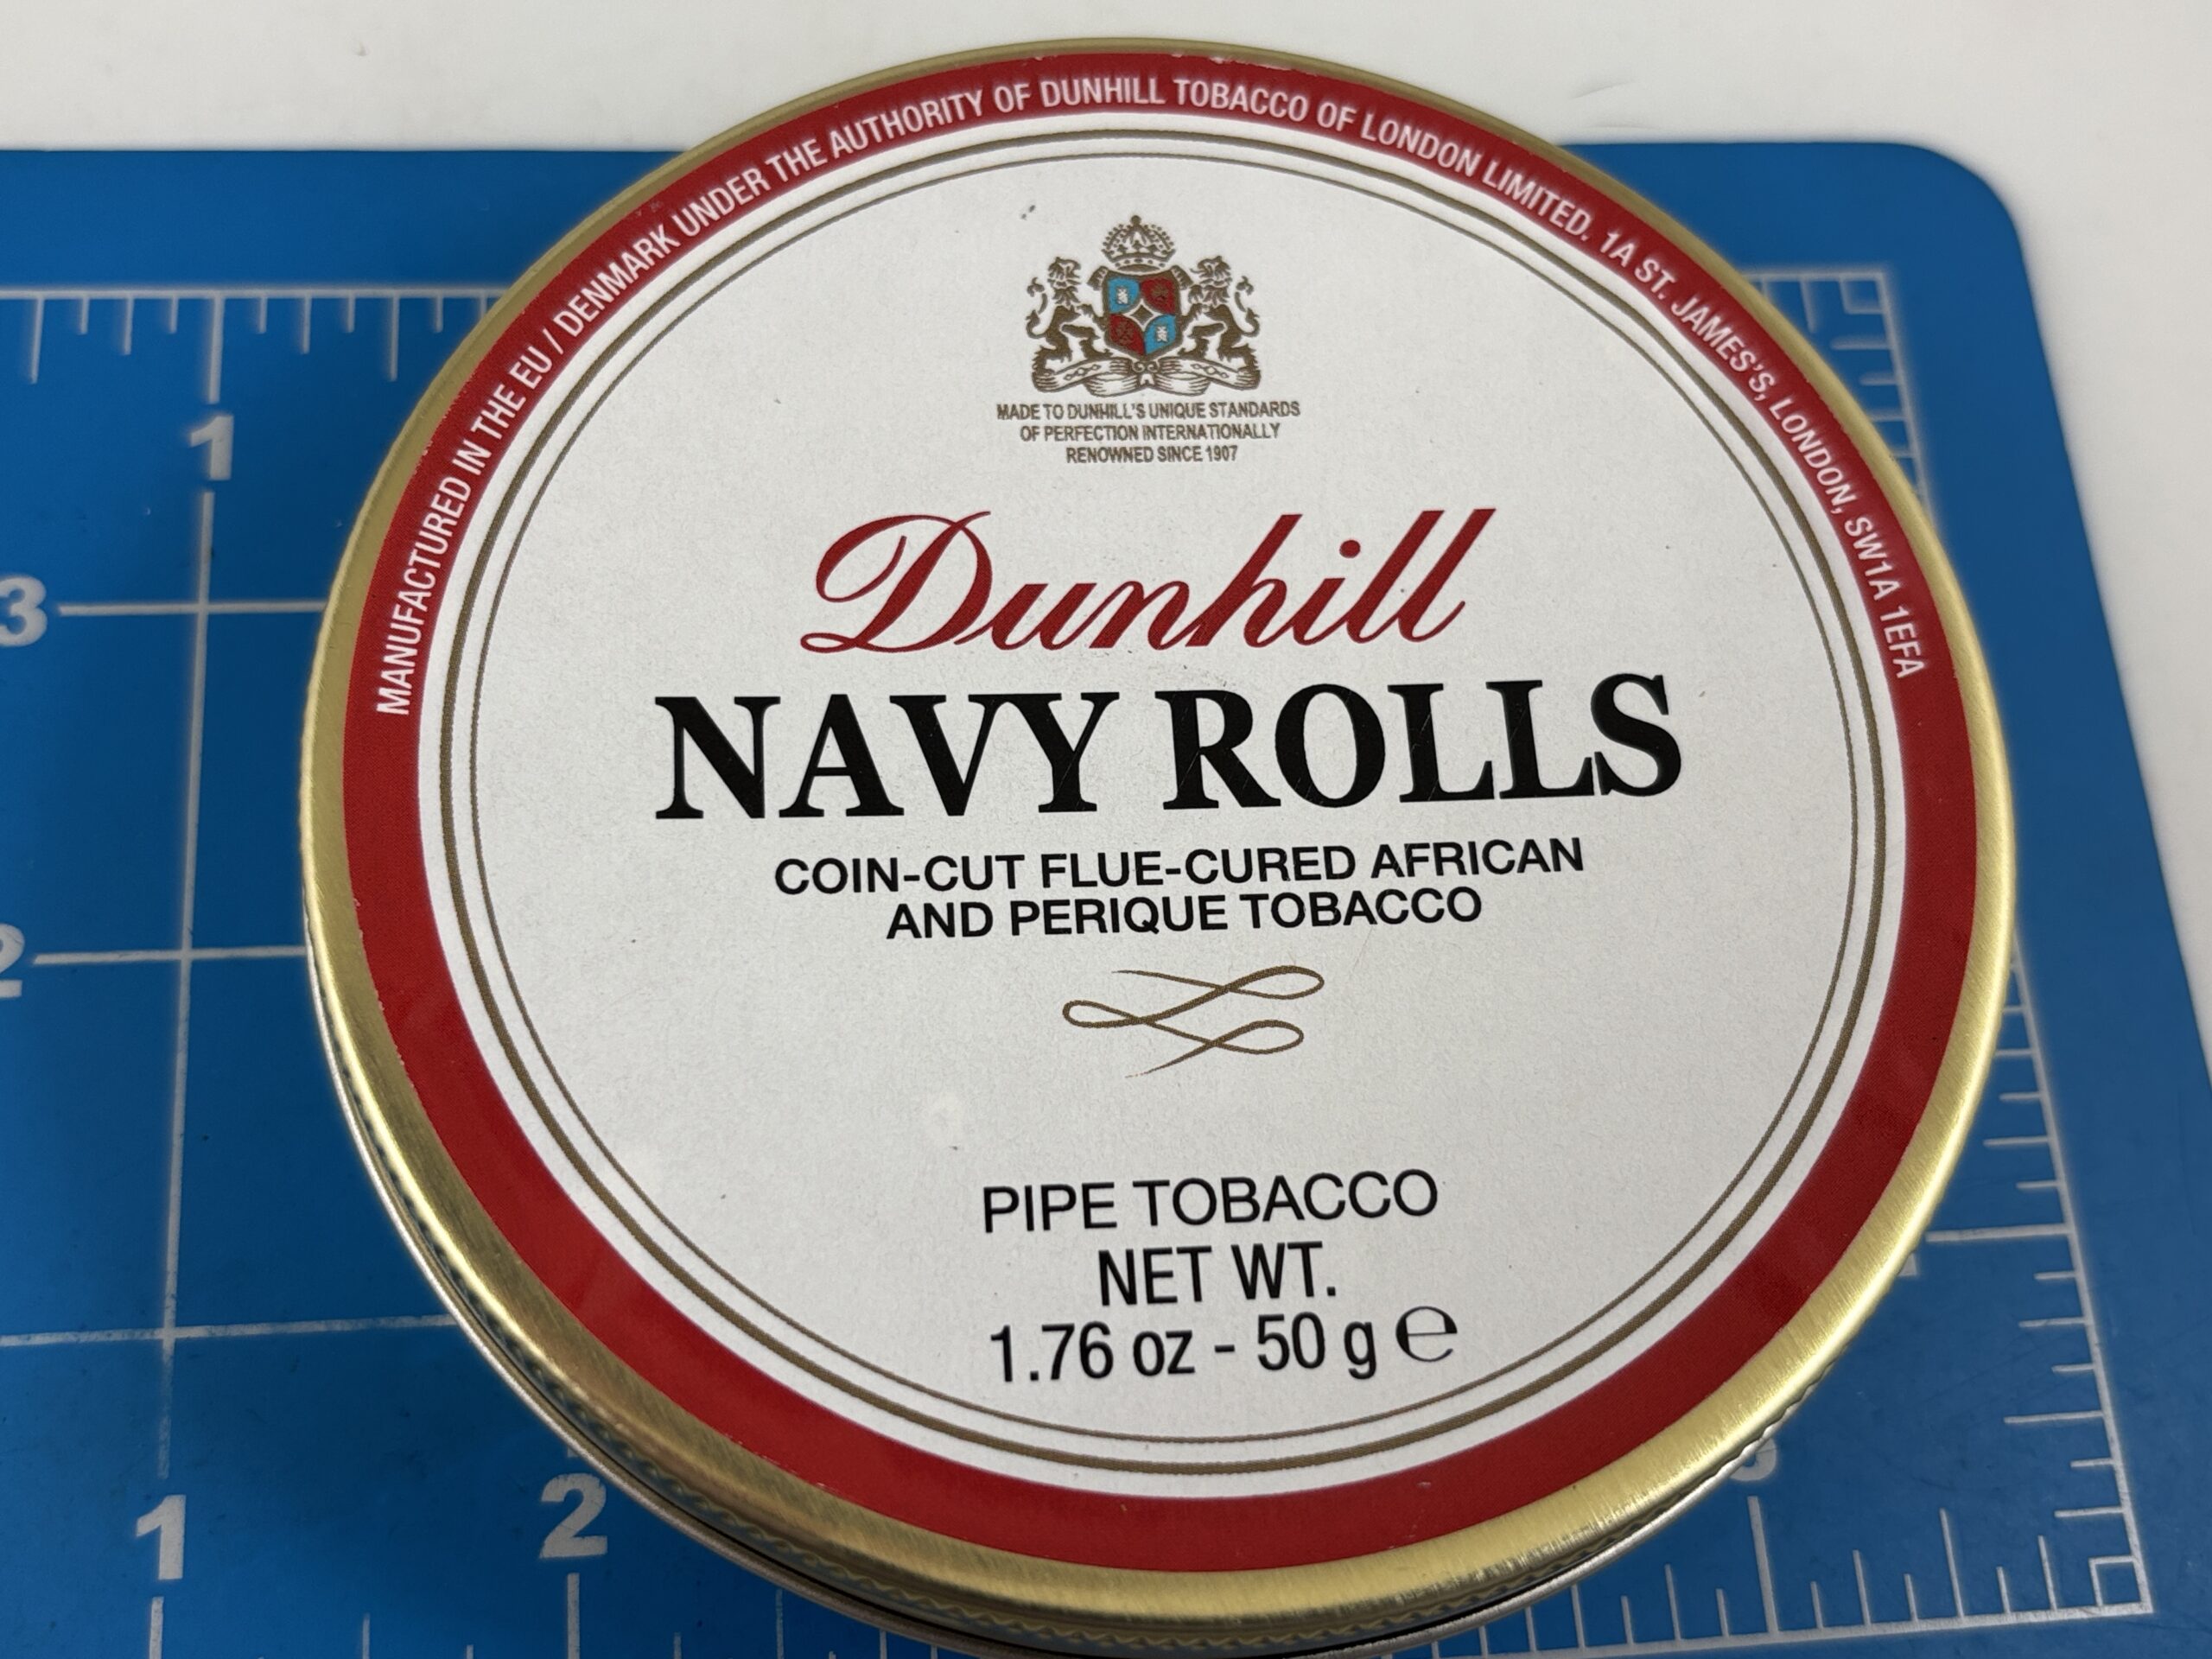 MANUFACTURED IN THE EU / DENMARK UNDER THE AUTHORITY OF DUNHILL TOBACCO OF LONDON LIMITED. 1A ST. JAMES'S, LONDON, SW1A 1EFA
MADE TO DUNHILL'S UNIQUE STANDARDS
OF PERFECTION INTERNATIONALLY
RENOWNED SINCE 1907
Dunhill
NAVY ROLLS
COIN-CUT FLUE-CURED AFRICAN
AND PERIQUE TOBACCO
PIPE TOBACCO
NET WT.
1.76 oz - 50 g ℮
1
3
2
1
2